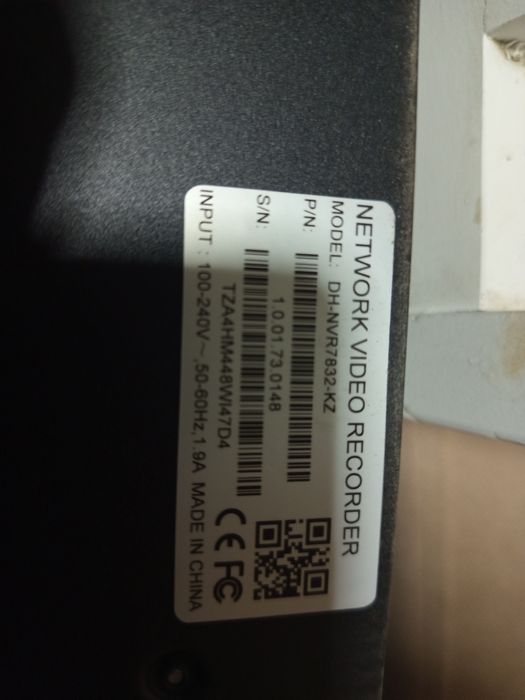 NETWORK VIDEO RECORDER
MODEL: DH-NVR7832-KZ
P/N:
1.0.01.73.0148
S/N:
TZA4HM448WI47D4
INPUT : 100-240V~,50-60Hz,1.9A MADE IN CHINA
CE FC